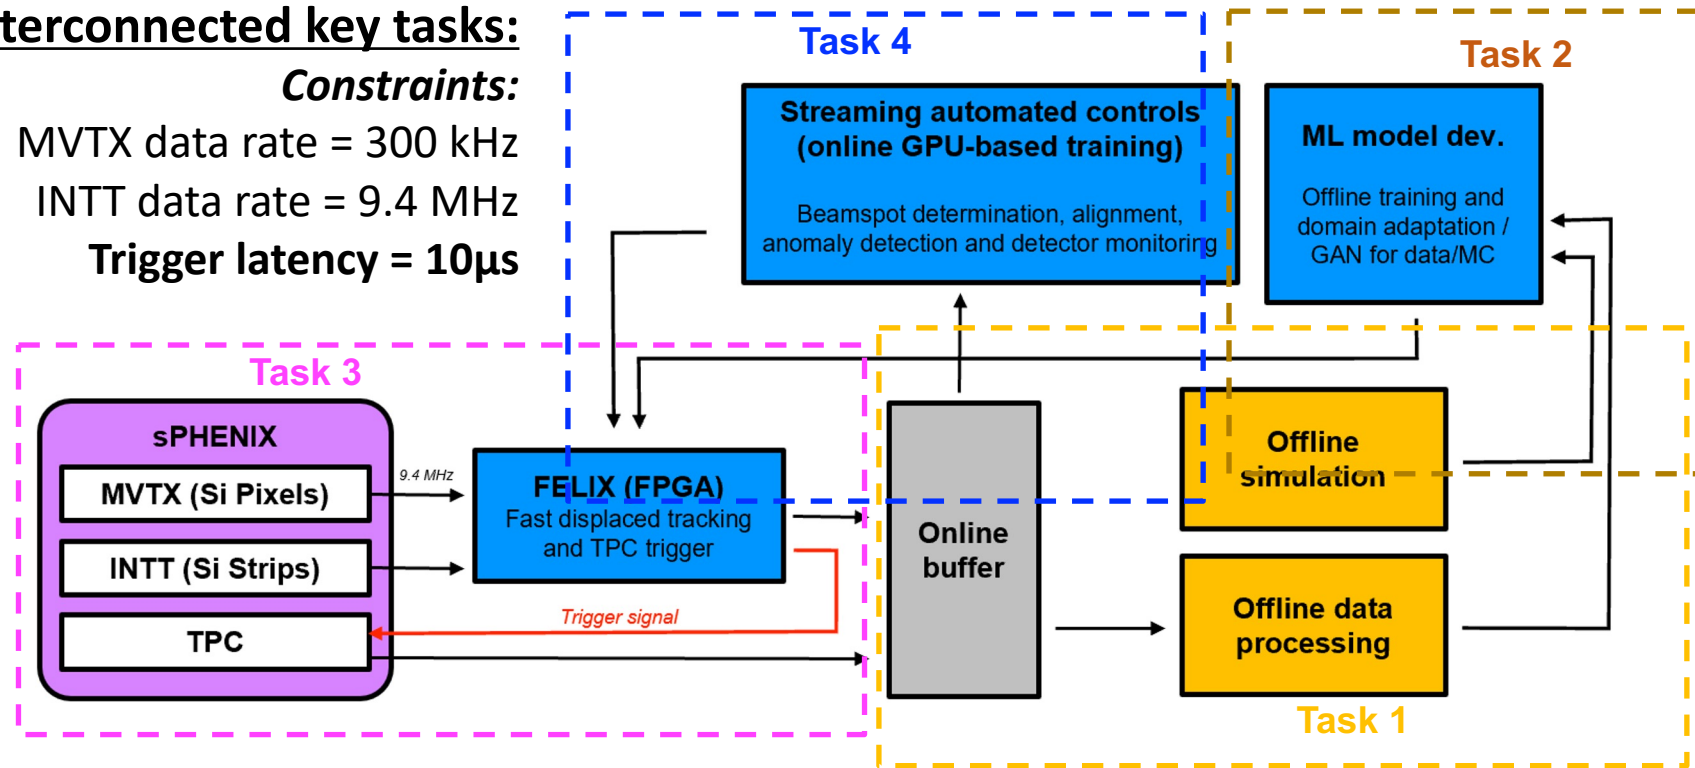 terconnected key tasks:
Constraints:
MVTX data rate = 300 kHz
INTT data rate = 9.4 MHz
Trigger latency = 10μs
Task 4
Streaming automated controls
(online GPU-based training)
Beamspot determination, alignment,
anomaly detection and detector monitoring
Task 2
ML model dev.
Offline training and
domain adaptation /
GAN for data/MC
Task 3
sPHENIX
MVTX (Si Pixels)
INTT (Si Strips)
TPC
9.4 MHz
FELIX (FPGA)
Fast displaced tracking
and TPC trigger
Trigger signal
Online
buffer
Offline
simulation
Offline data
processing
Task 1